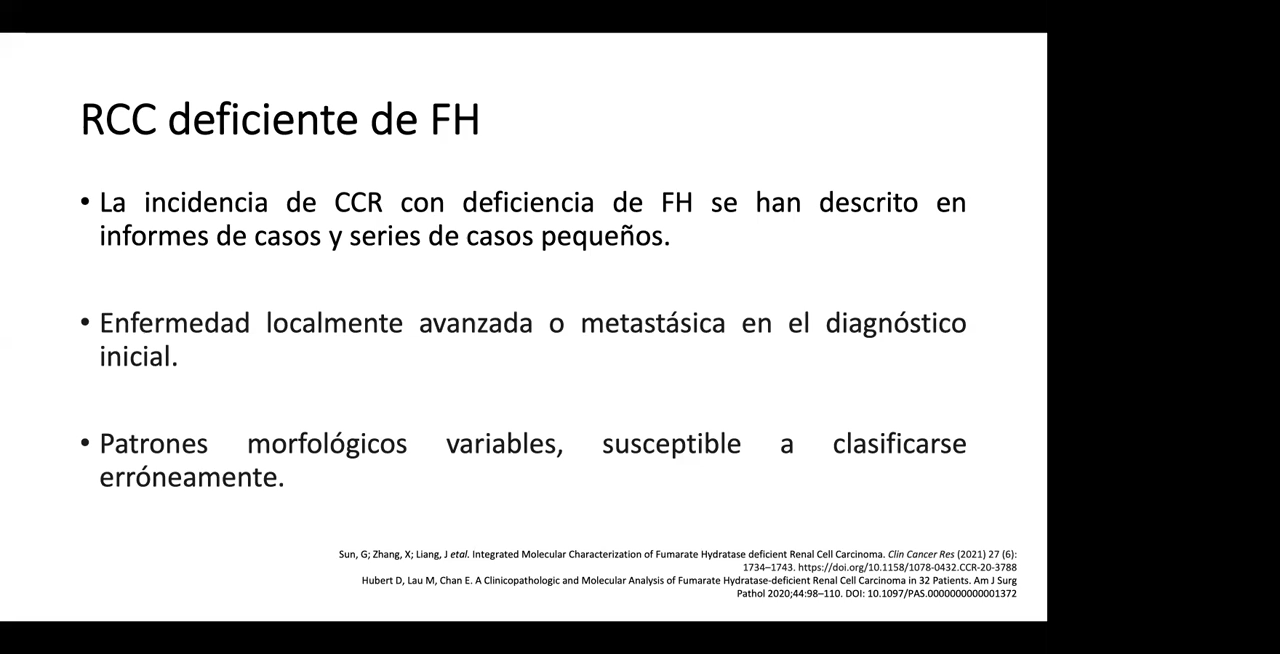 RCC deficiente de FH
• La incidencia de CCR con deficiencia de FH se han descrito en
informes de casos y series de casos pequeños.
• Enfermedad localmente avanzada o metastásica en el diagnóstico
inicial.
• Patrones morfológicos variables, susceptible a clasificarse
erróneamente.
Sun, G; Zhang, X; Liang, J etal. Integrated Molecular Characterization of Fumarate Hydratase deficient Renal Cell Carcinoma. Clin Cancer Res (2021) 27 (6):
1734–1743. https://doi.org/10.1158/1078-0432.CCR-20-3788
Hubert D, Lau M, Chan E. A Clinicopathologic and Molecular Analysis of Fumarate Hydratase-deficient Renal Cell Carcinoma in 32 Patients. Am J Surg
Pathol 2020;44:98–110. DOI: 10.1097/PAS.0000000000001372